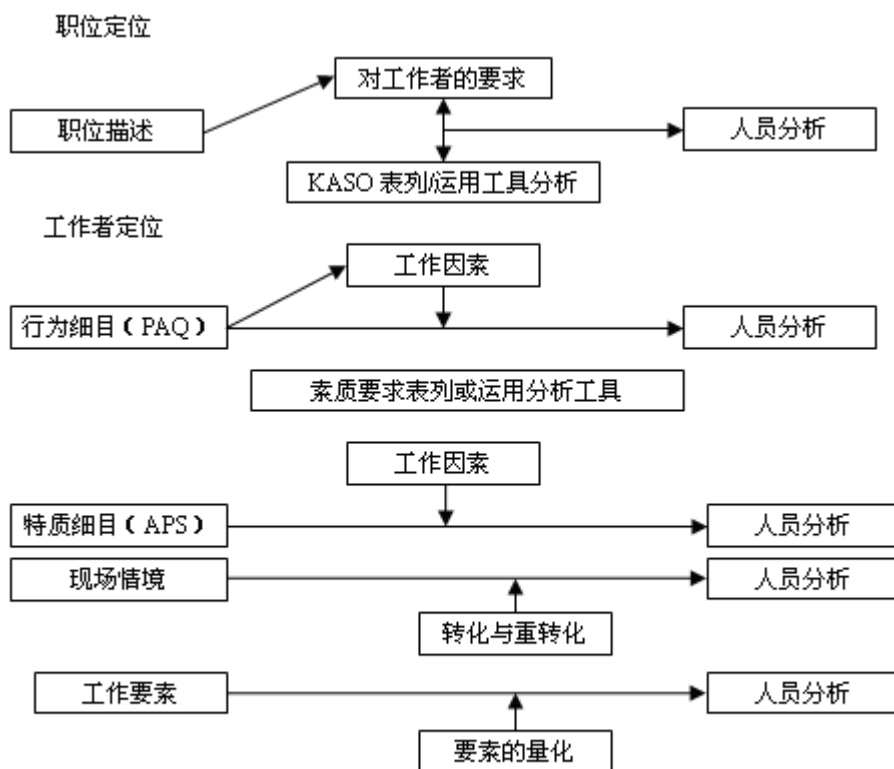 职位定位
对工作者的要求
职位描述
人员分析
KASO 表列/运用工具分析
工作者定位
工作因素
行为细目(PAQ)
人员分析
索质要求表列或运用分析工具
工作因素
特质细目(APS)
人员分析
现场情境
人员分析
转化与重转化
工作要素
人员分析
要素的量化